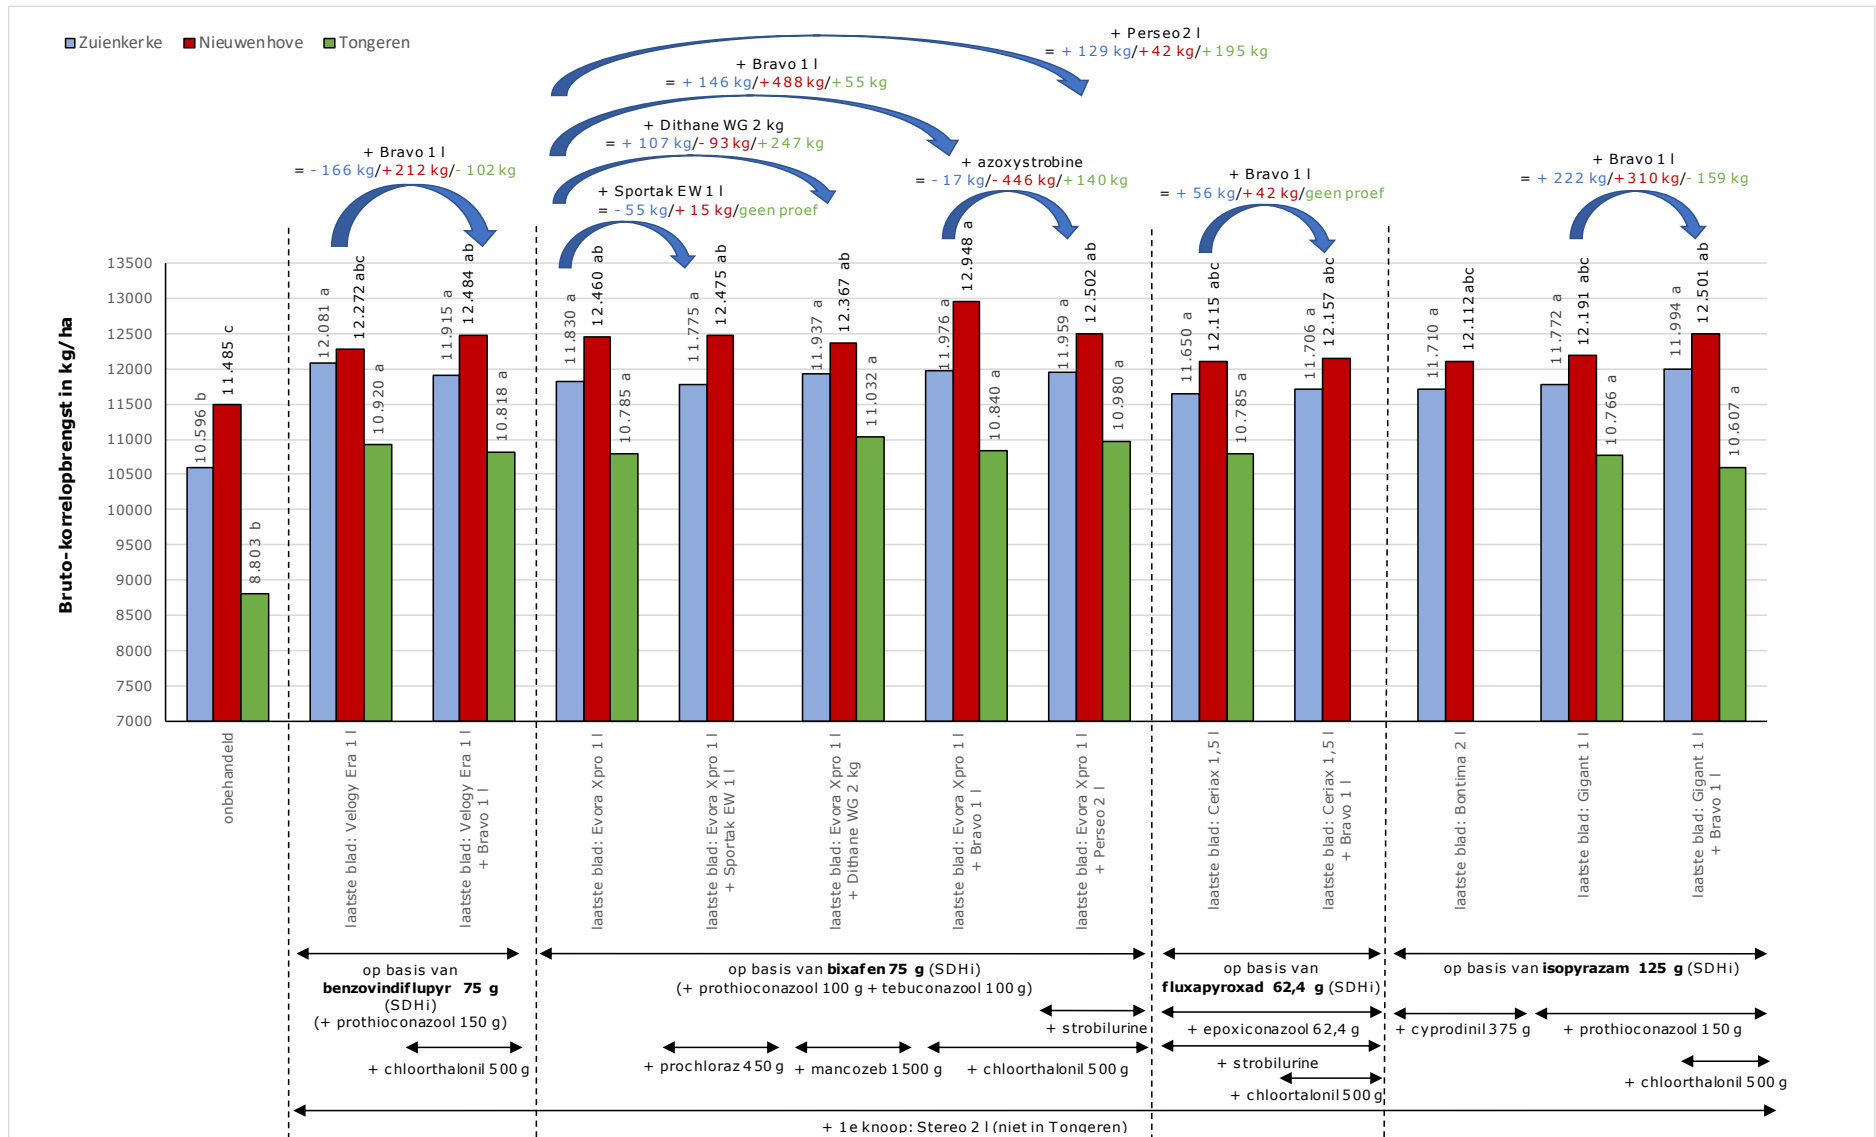 Zuienkerke Nieuwenhove Tongeren
+ Perseo 2 l
= + 129 kg/+42 kg/+195 kg
+ Bravo 1 l
= + 146 kg/+488 kg/+55 kg
+ Dithane WG 2 kg
= + 107 kg/- 93 kg/+247 kg
+ Bravo 1 l
= - 166 kg/+212 kg/- 102 kg
+ Sportak EW 1 l
= - 55 kg/+ 15 kg/geen proef
+ azoxystrobine
= - 17 kg/- 446 kg/+140 kg
+ Bravo 1 l
= + 56 kg/+42 kg/geen proef
+ Bravo 1 l
= + 222 kg/+310 kg/- 159 kg
Bruto-korrelopbrengst in kg/ha
13500
13000
12500
12000
11500
11000
10500
10000
9500
9000
8500
8000
7500
7000
10.596 b
11.485 c
8.803 b
12.081 a
12.272 abc
10.920 a
11.915 a
12.484 ab
10.818 a
11.830 a
12.460 ab
10.785 a
11.775 a
12.475 ab
11.937 a
12.367 ab
11.032 a
11.976 a
12.948 a
10.840 a
11.959 a
12.502 ab
10.980 a
11.650 a
12.115 abc
10.785 a
11.706 a
12.157 abc
11.710 a
12.112abc
11.772 a
12.191 abc
10.766 a
11.994 a
12.501 ab
10.607 a
onbehandeld
laatste blad: Velogy Era 1 l
laatste blad: Velogy Era 1 l
+ Bravo 1 l
laatste blad: Evora Xpro 1 l
laatste blad: Evora Xpro 1 l
+ Sportak EW 1 l
laatste blad: Evora Xpro 1 l
+ Dithane WG 2 kg
laatste blad: Evora Xpro 1 l
+ Bravo 1 l
laatste blad: Evora Xpro 1 l
+ Perseo 2 l
laatste blad: Ceriax 1,5 l
laatste blad: Ceriax 1,5 l
+ Bravo 1 l
laatste blad: Bontima 2 l
laatste blad: Gigant 1 l
laatste blad: Gigant 1 l
+ Bravo 1 l
op basis van
benzovindiflupyr 75 g
(SDHi)
(+ prothioconazool 150 g)
+ chloorthalonil 500 g
op basis van bixafen 75 g (SDHi)
(+ prothioconazool 100 g + tebuconazool 100 g)
+ strobilurine
+ prochloraz 450 g
+ mancozeb 1500 g
+ chloorthalonil 500 g
op basis van
fluxapyroxad 62,4 g (SDHi)
+ epoxiconazool 62,4 g
+ strobilurine
+ chloortalonil 500 g
op basis van isopyrazam 125 g (SDHi)
+ cyprodinil 375 g
+ prothioconazool 150 g
+ chloorthalonil 500 g
+ 1e knoop: Stereo 2 l (niet in Tongeren)